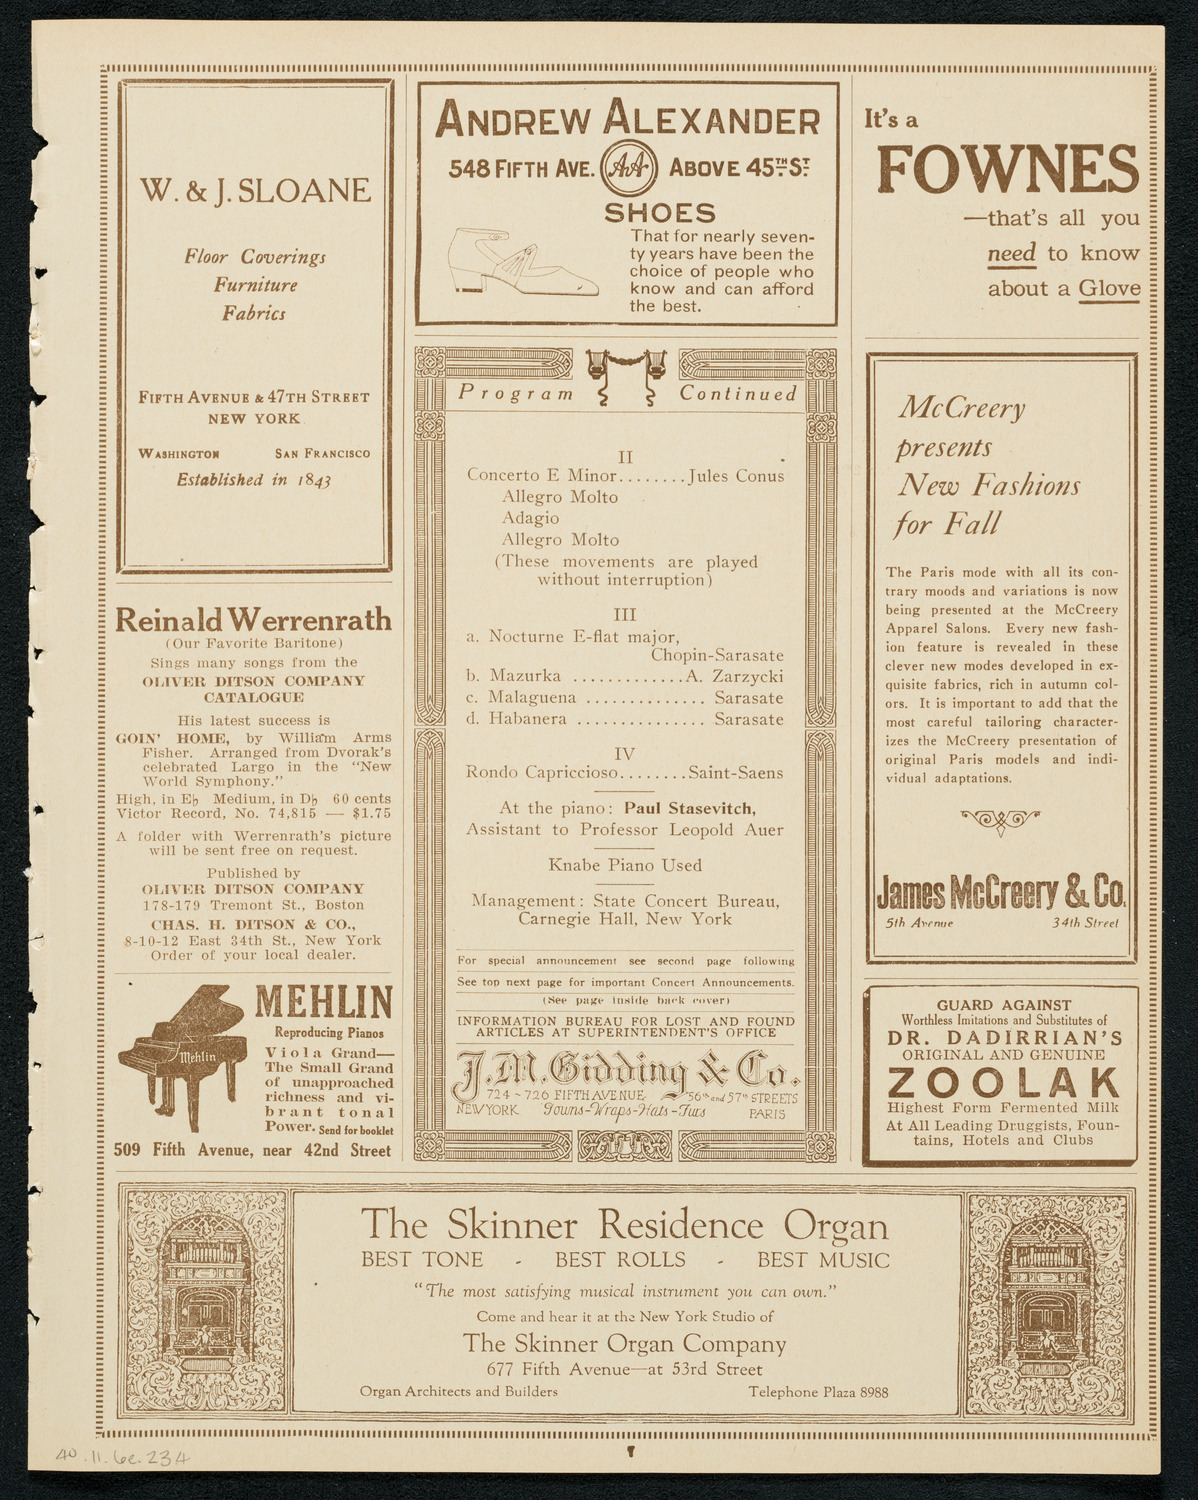 W. & J. SLOANE
Floor Coverings
Furniture
Fabrics
FIFTH AVENUE & 47TH STREET
NEW YORK
WASHINGTON SAN FRANCISCO
Established in 1843
Reinald Werrenrath
(Our Favorite Baritone)
Sings many songs from the
OLIVER DITSON COMPANY
CATALOGUE
His latest success is
GOIN' HOME, by William Arms
Fisher. Arranged from Dvorak's
celebrated Largo in the "New
World Symphony."
High, in E♭ Medium, in D♭ 60 cents
Victor Record, No. 74,815 — $1.75
A folder with Werrenrath's picture
will be sent free on request.
Published by
OLIVER DITSON COMPANY
178-179 Tremont St., Boston
CHAS. H. DITSON & CO.,
8-10-12 East 34th St., New York
Order of your local dealer.
Mehlin
MEHLIN
Reproducing Pianos
Viola Grand—
The Small Grand
of unapproached
richness and vi-
brant tonal
Power. Send for booklet
509 Fifth Avenue, near 42nd Street
ANDREW ALEXANDER
548 FIFTH AVE. AA ABOVE 45TH ST.
SHOES
That for nearly seven-
ty years have been the
choice of people who
know and can afford
the best.
Program Continued
II
Concerto E Minor........Jules Conus
Allegro Molto
Adagio
Allegro Molto
(These movements are played
without interruption)
III
a. Nocturne E-flat major,
Chopin-Sarasate
b. Mazurka .............A. Zarzycki
c. Malaguena .............. Sarasate
d. Habanera ............... Sarasate
IV
Rondo Capriccioso........Saint-Saens
At the piano: Paul Stasevitch,
Assistant to Professor Leopold Auer
Knabe Piano Used
Management: State Concert Bureau,
Carnegie Hall, New York
For special announcement see second page following
See top next page for important Concert Announcements.
(See page inside back cover)
INFORMATION BUREAU FOR LOST AND FOUND
ARTICLES AT SUPERINTENDENT'S OFFICE
J.M. Gidding & Co.
724 - 726 FIFTH AVENUE 56th and 57th STREETS
NEW YORK Gowns-Wraps-Hats-Furs PARIS
It's a
FOWNES
—that's all you
need to know
about a Glove
McCreery
presents
New Fashions
for Fall
The Paris mode with all its con-
trary moods and variations is now
being presented at the McCreery
Apparel Salons. Every new fash-
ion feature is revealed in these
clever new modes developed in ex-
quisite fabrics, rich in autumn col-
ors. It is important to add that the
most careful tailoring character-
izes the McCreery presentation of
original Paris models and indi-
vidual adaptations.
James McCreery & Co.
5th Avenue 34th Street
GUARD AGAINST
Worthless Imitations and Substitutes of
DR. DADIRRIAN'S
ORIGINAL AND GENUINE
ZOOLAK
Highest Form Fermented Milk
At All Leading Druggists, Foun-
tains, Hotels and Clubs
The Skinner Residence Organ
BEST TONE - BEST ROLLS - BEST MUSIC
"The most satisfying musical instrument you can own."
Come and hear it at the New York Studio of
The Skinner Organ Company
677 Fifth Avenue—at 53rd Street
Organ Architects and Builders Telephone Plaza 8988
40.11.6c.234